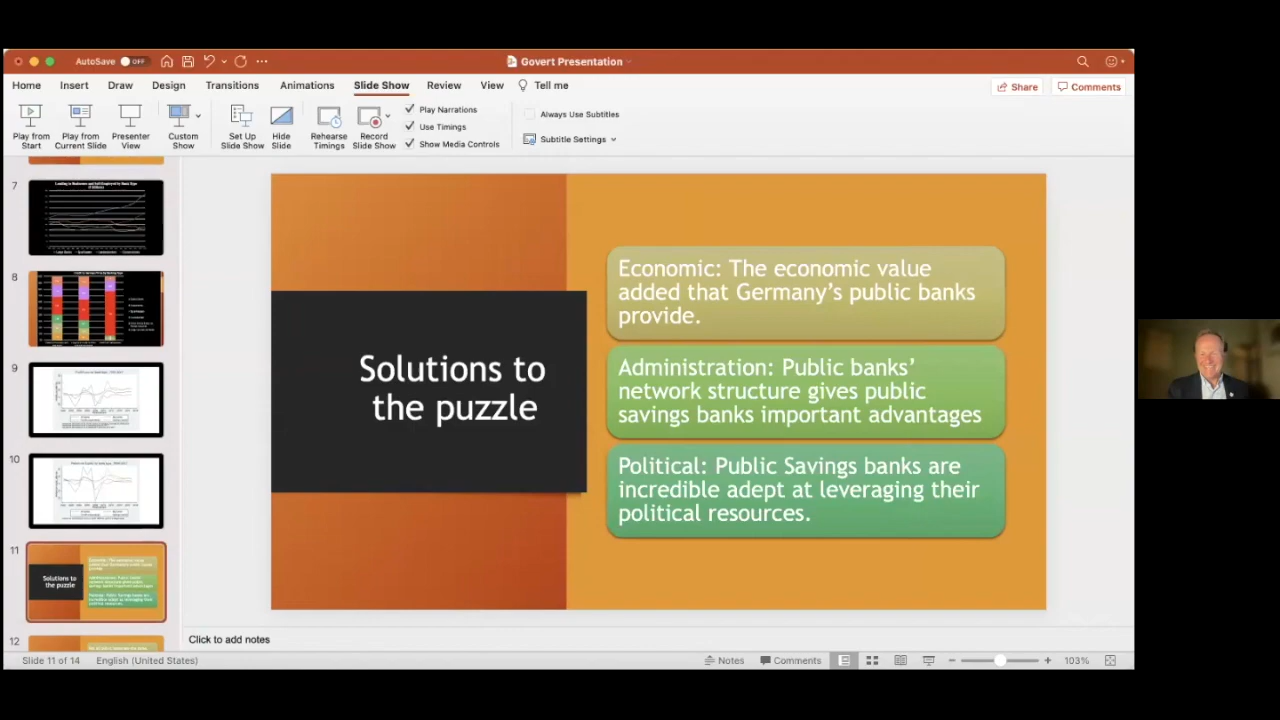 AutoSave OFF
Govert Presentation
Home Insert Draw Design Transitions Animations Slide Show Review View Tell me
Share Comments
Play from Start
Play from Current Slide
Presenter View
Custom Show
Set Up Slide Show
Hide Slide
Rehearse Timings
Record Slide Show
Play Narrations
Use Timings
Show Media Controls
Always Use Subtitles
Subtitle Settings
7
8
9
10
11
Solutions to
the puzzle
12
Solutions to
the puzzle
Economic: The economic value
added that Germany’s public banks
provide.
Administration: Public banks’
network structure gives public
savings banks important advantages
Political: Public Savings banks are
incredible adept at leveraging their
political resources.
Click to add notes
Slide 11 of 14 English (United States)
Notes Comments 103%